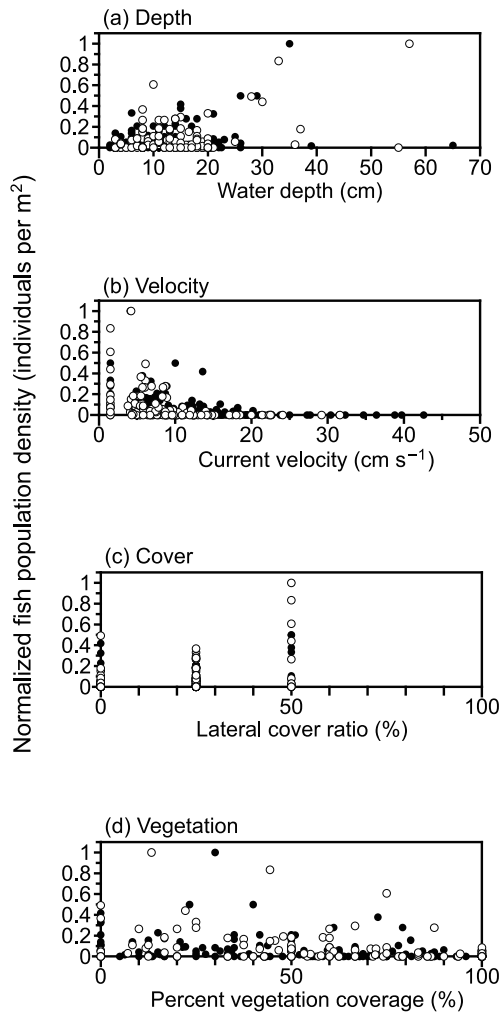 (a) Depth
1
0.8
0.6
0.4
0.2
0
0 10 20 30 40 50 60 70
Water depth (cm)
Normalized fish population density (individuals per m²)
(b) Velocity
1
0.8
0.6
0.4
0.2
0
0 10 20 30 40 50
Current velocity (cm s⁻¹)
(c) Cover
1
0.8
0.6
0.4
0.2
0
0 50 100
Lateral cover ratio (%)
(d) Vegetation
1
0.8
0.6
0.4
0.2
0
0 50 100
Percent vegetation coverage (%)